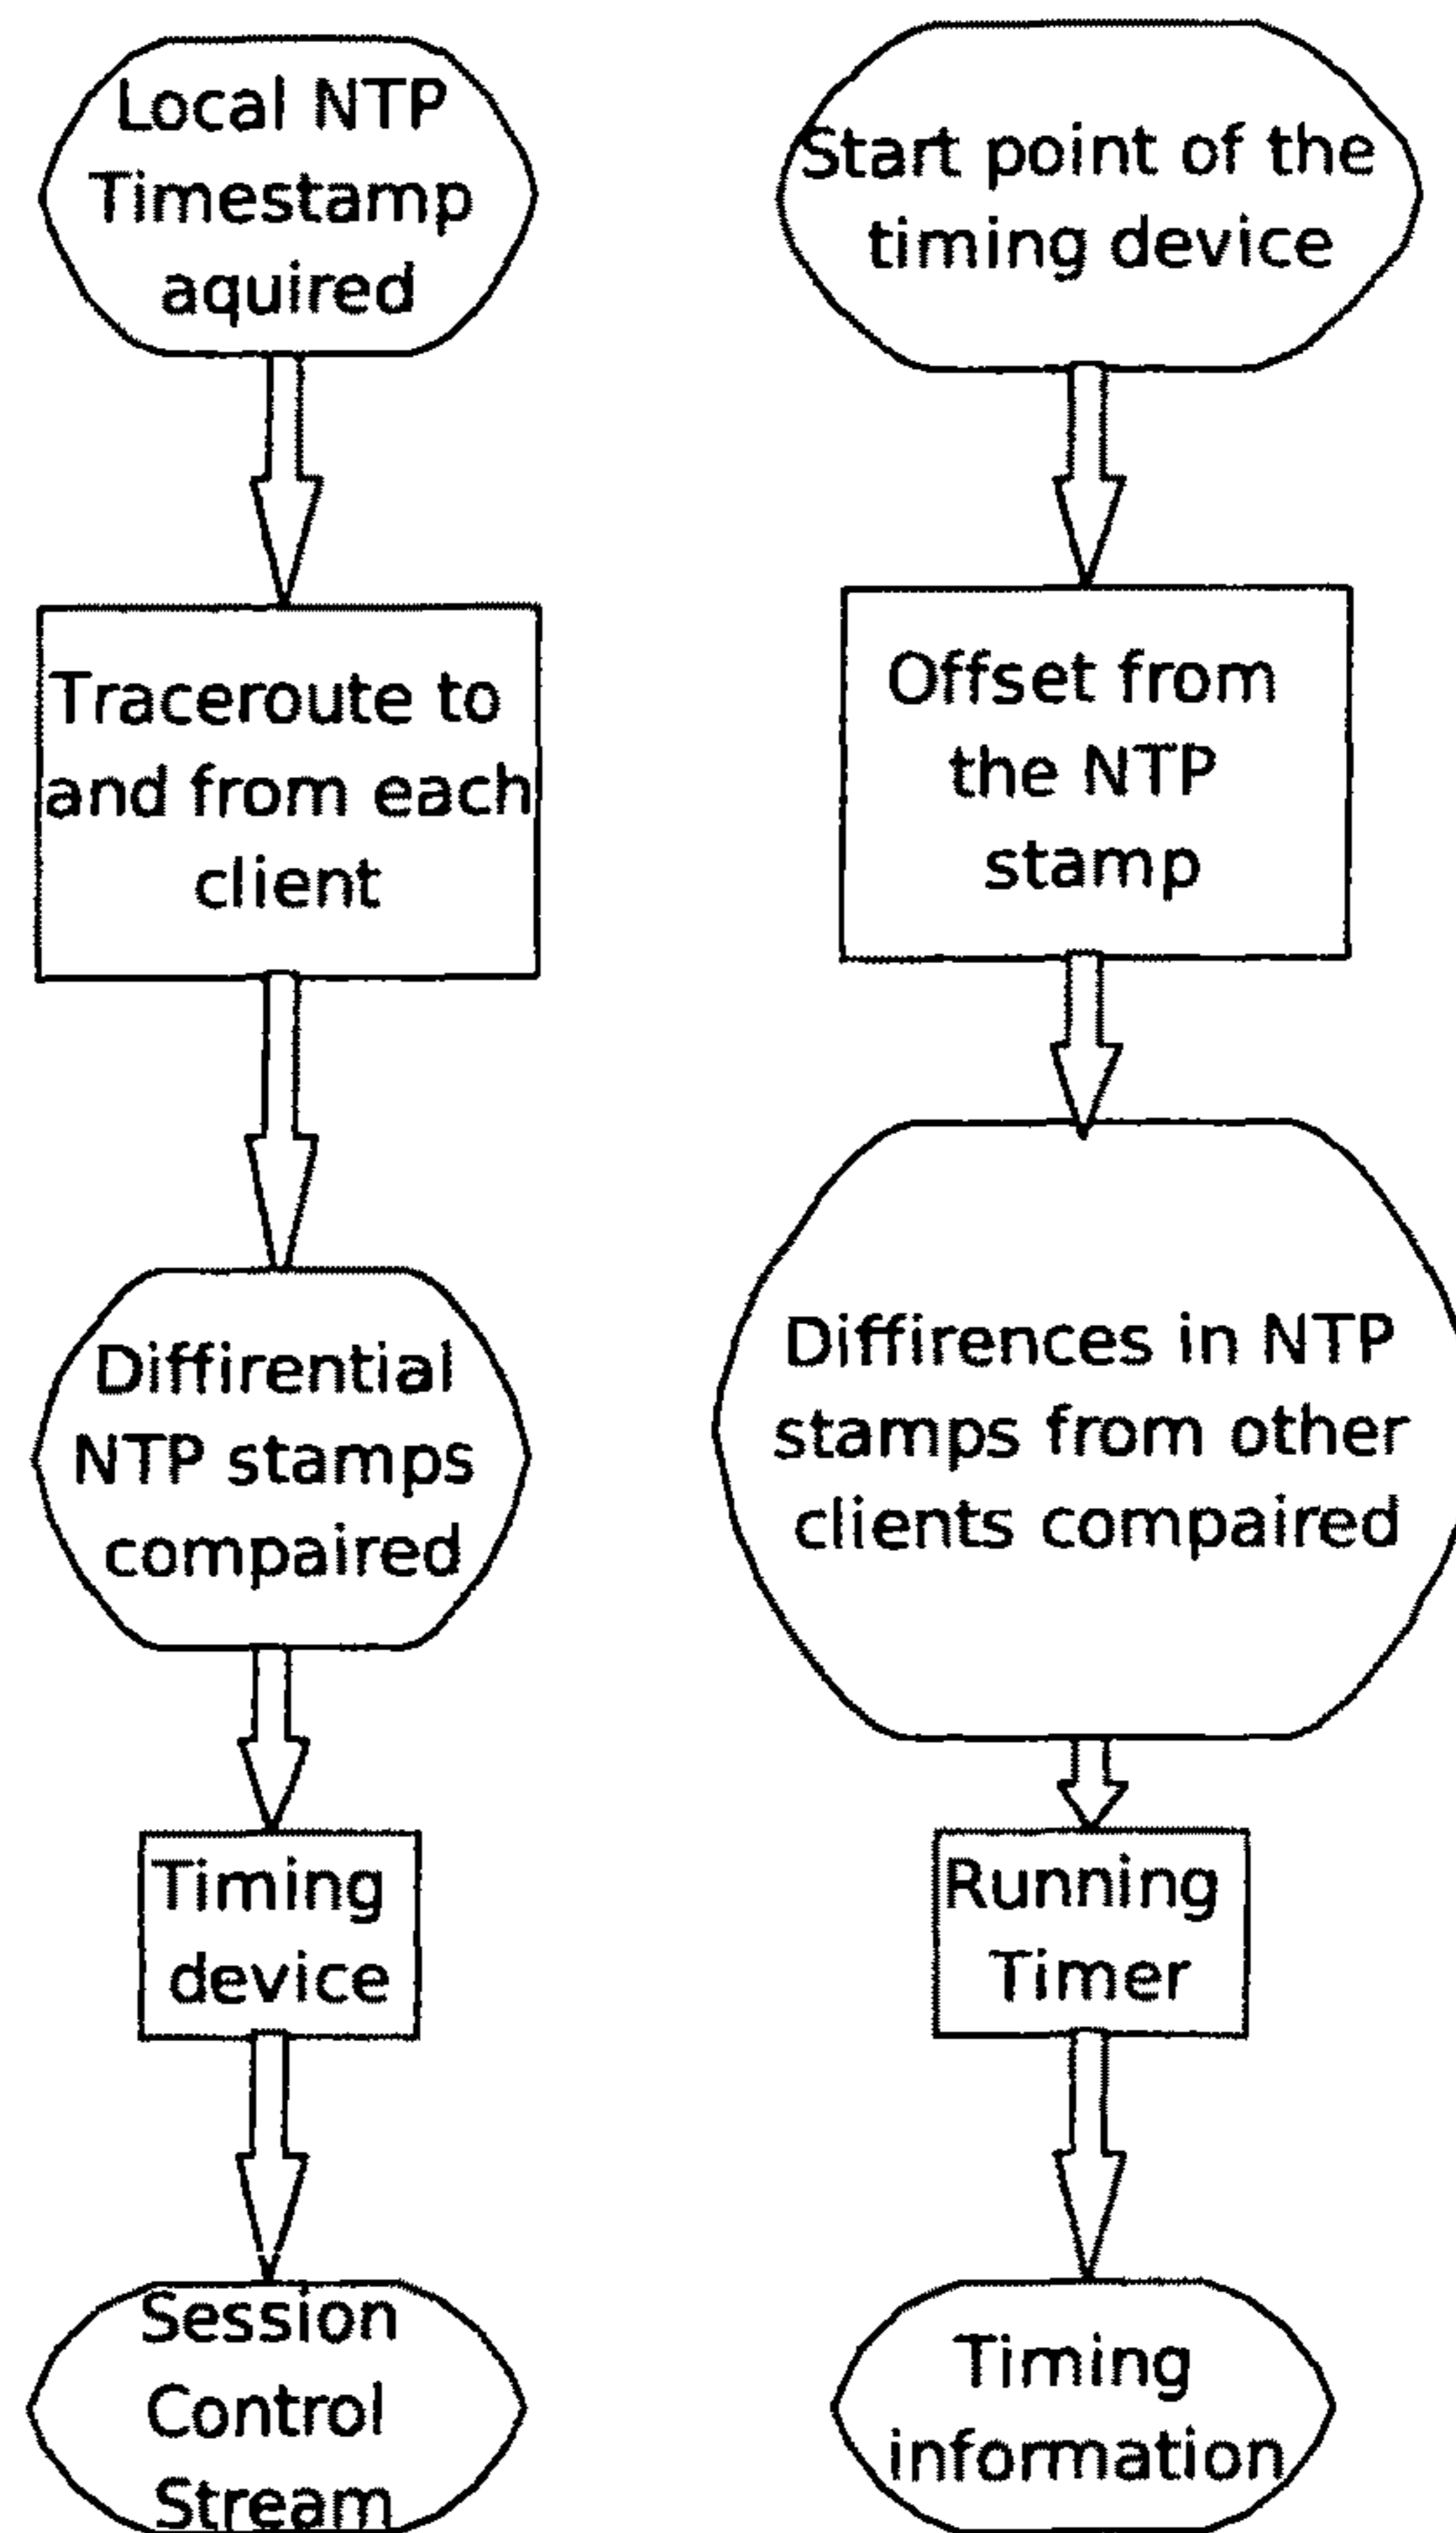 Local NTP
Timestamp
aquired
Traceroute to
and from each
client
Diffirential
NTP stamps
compaired
Timing
device
Session
Control
Stream
Start point of the
timing device
Offset from
the NTP
stamp
Diffirences in NTP
stamps from other
clients compaired
Running
Timer
Timing
information